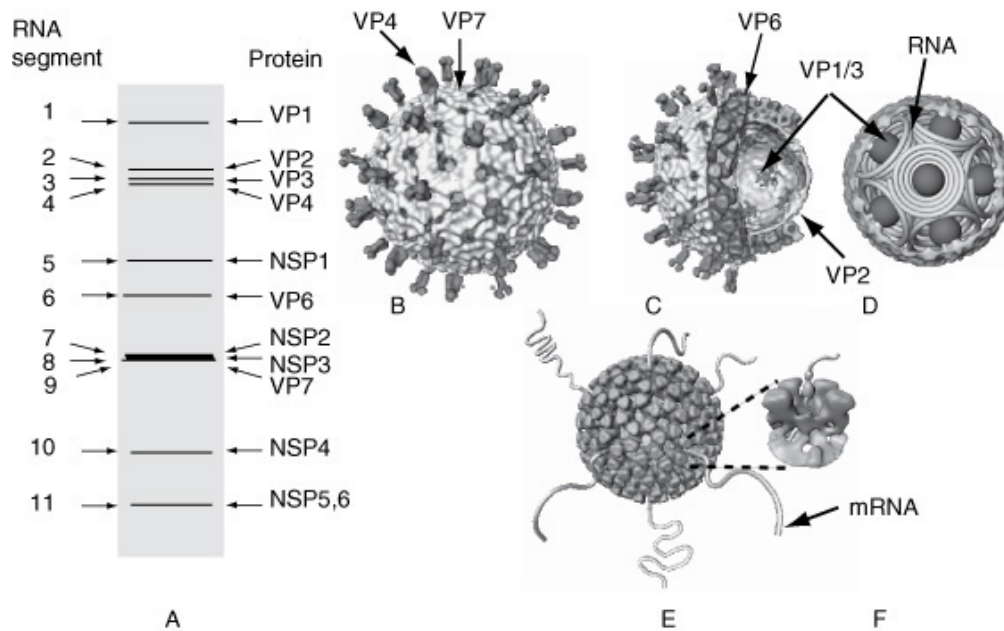 RNA
segment
Protein
1
VP1
2
VP2
3
VP3
4
VP4
5
NSP1
6
VP6
7
NSP2
8
NSP3
9
VP7
10
NSP4
11
NSP5,6
A
VP4
VP7
B
VP6
VP1/3
RNA
VP2
C
D
mRNA
E
F